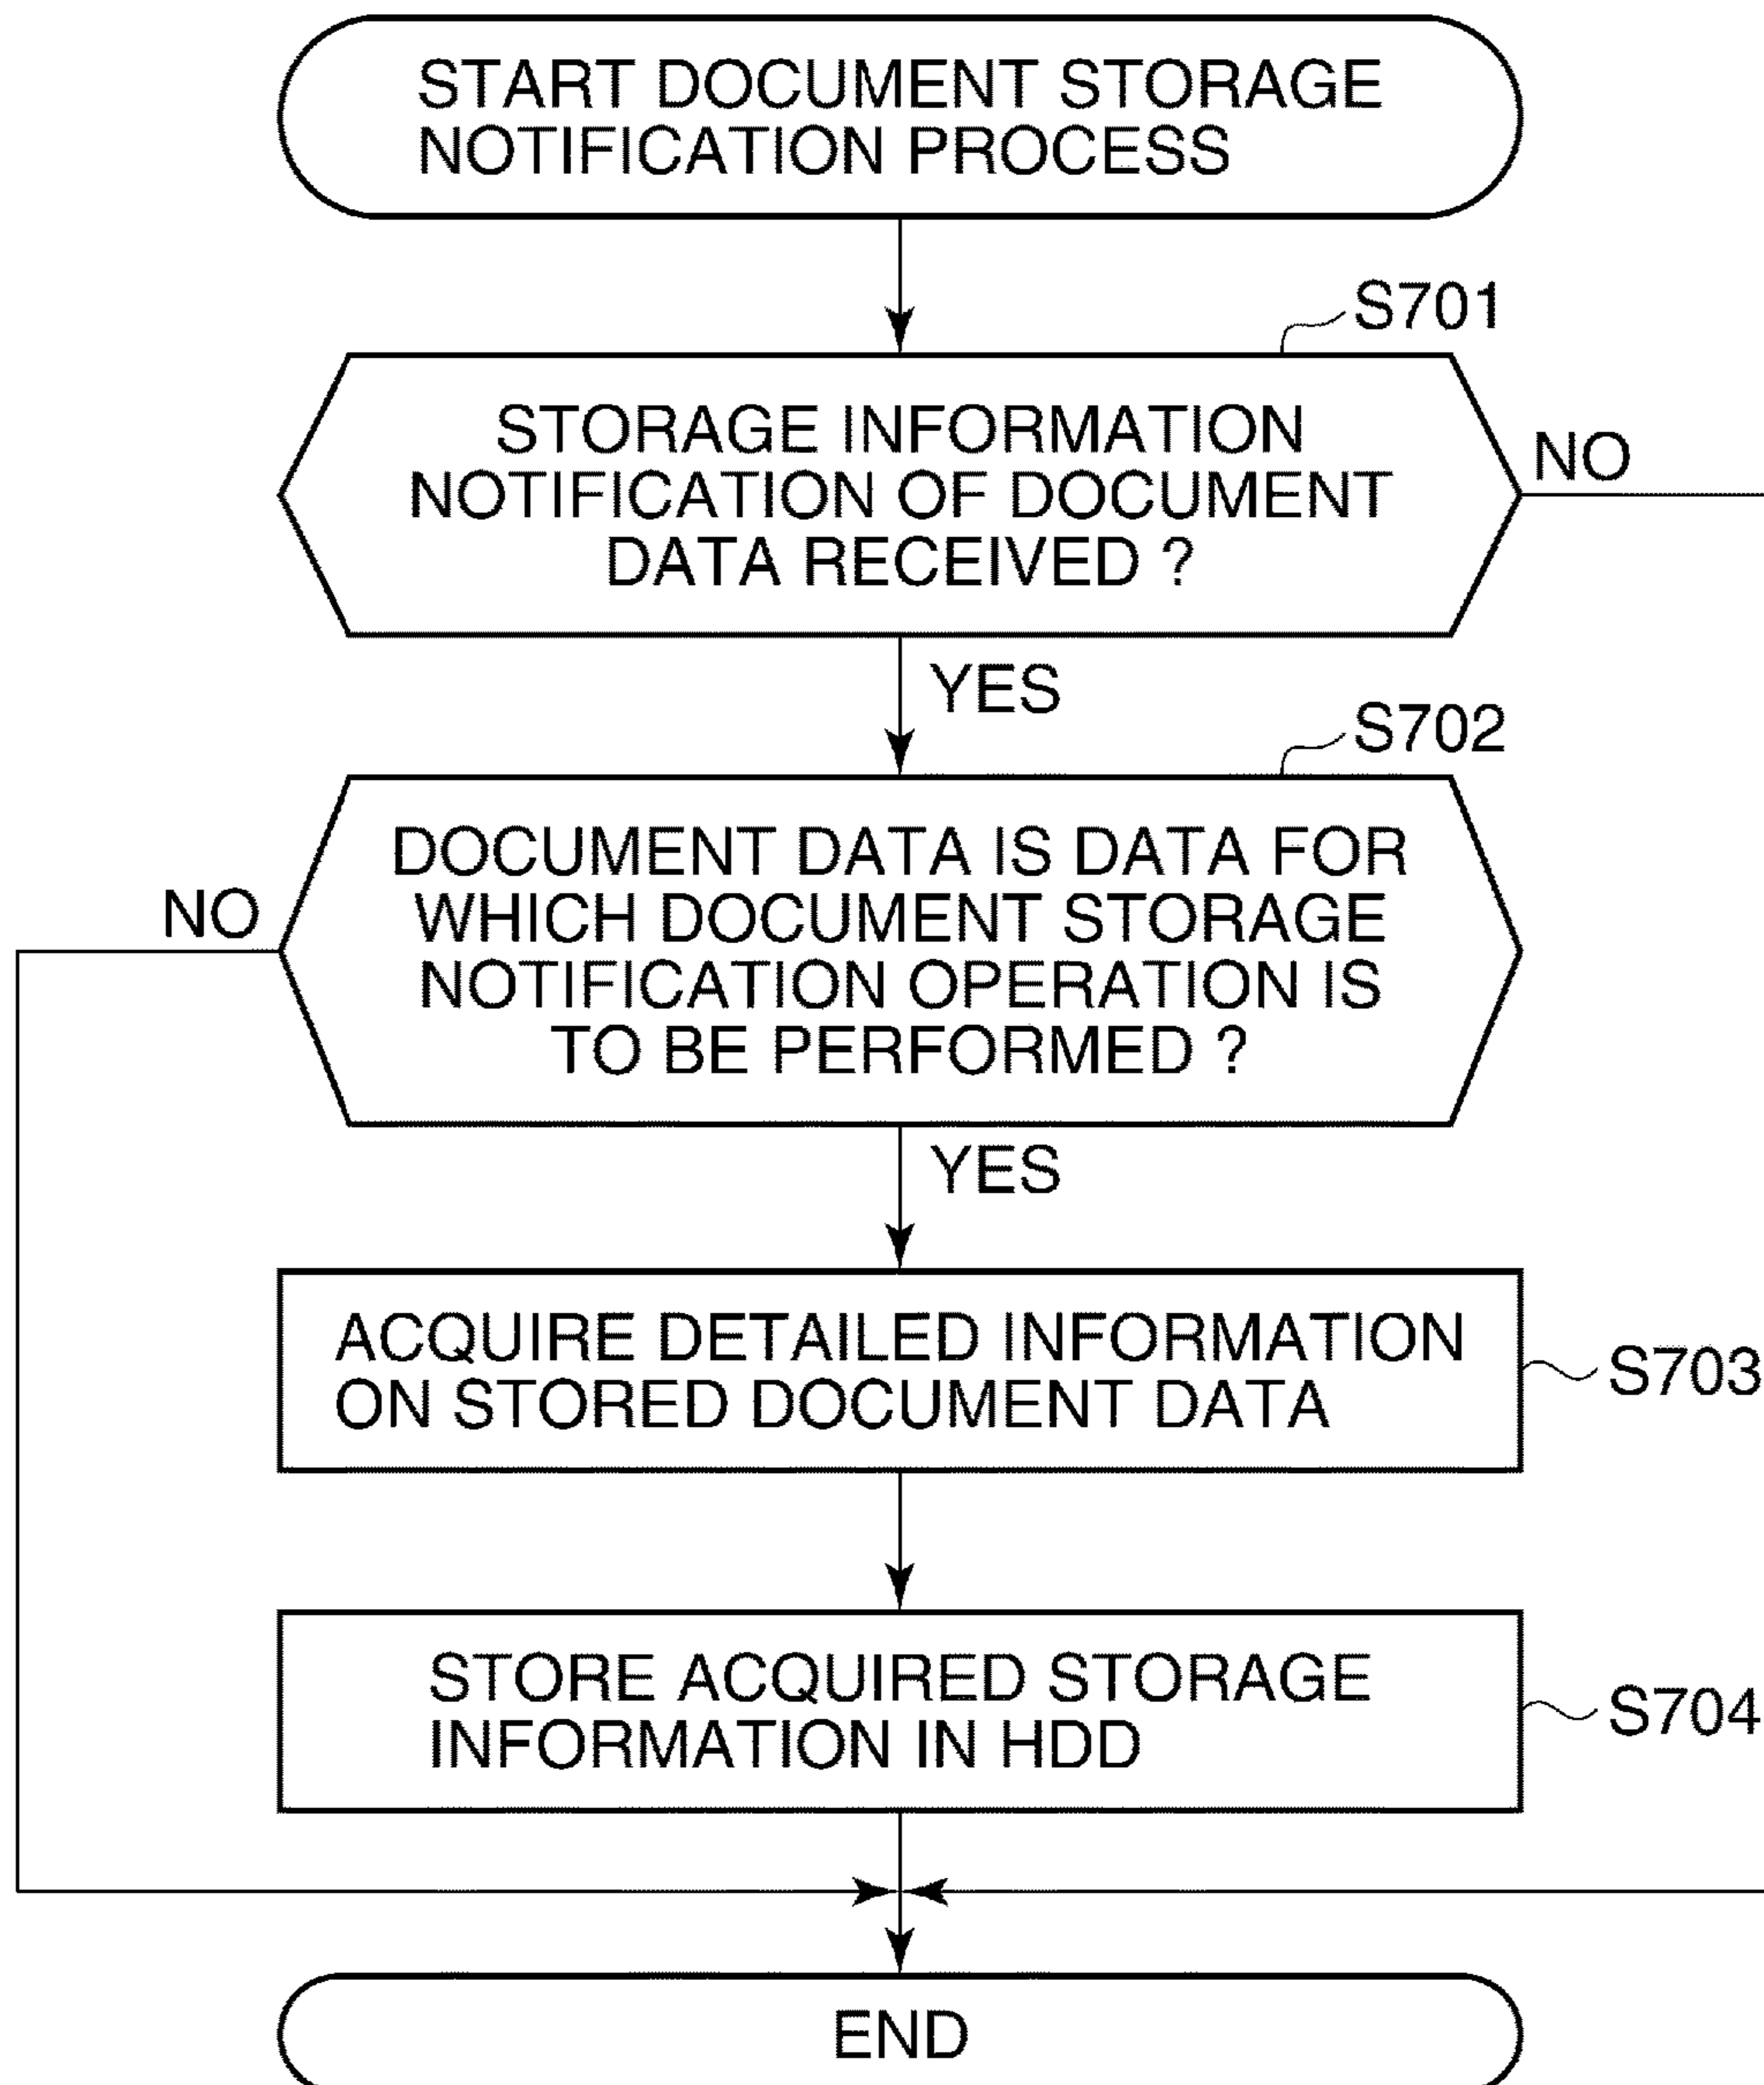 START DOCUMENT STORAGE
NOTIFICATION PROCESS
S701
STORAGE INFORMATION
NOTIFICATION OF DOCUMENT
DATA RECEIVED ?
NO
YES
S702
DOCUMENT DATA IS DATA FOR
WHICH DOCUMENT STORAGE
NOTIFICATION OPERATION IS
TO BE PERFORMED ?
NO
YES
ACQUIRE DETAILED INFORMATION
ON STORED DOCUMENT DATA
S703
STORE ACQUIRED STORAGE
INFORMATION IN HDD
S704
END